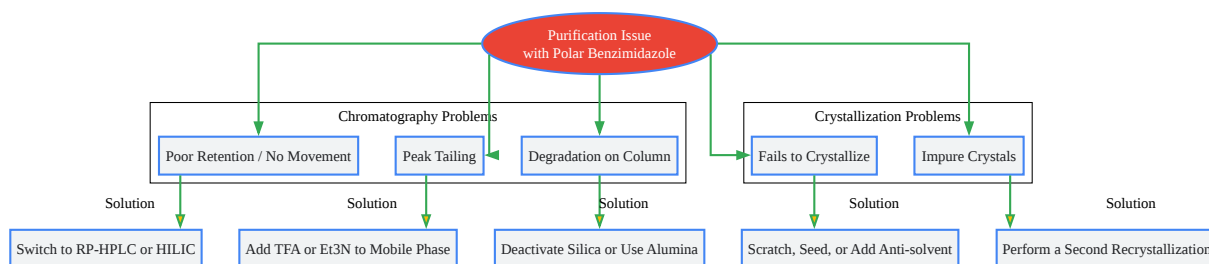 Purification Issue
with Polar Benzimidazole
Chromatography Problems
Crystallization Problems
Poor Retention / No Movement
Peak Tailing
Degradation on Column
Fails to Crystallize
Impure Crystals
Solution
Solution
Solution
Solution
Solution
Switch to RP-HPLC or HILIC
Add TFA or Et3N to Mobile Phase
Deactivate Silica or Use Alumina
Scratch, Seed, or Add Anti-solvent
Perform a Second Recrystallization